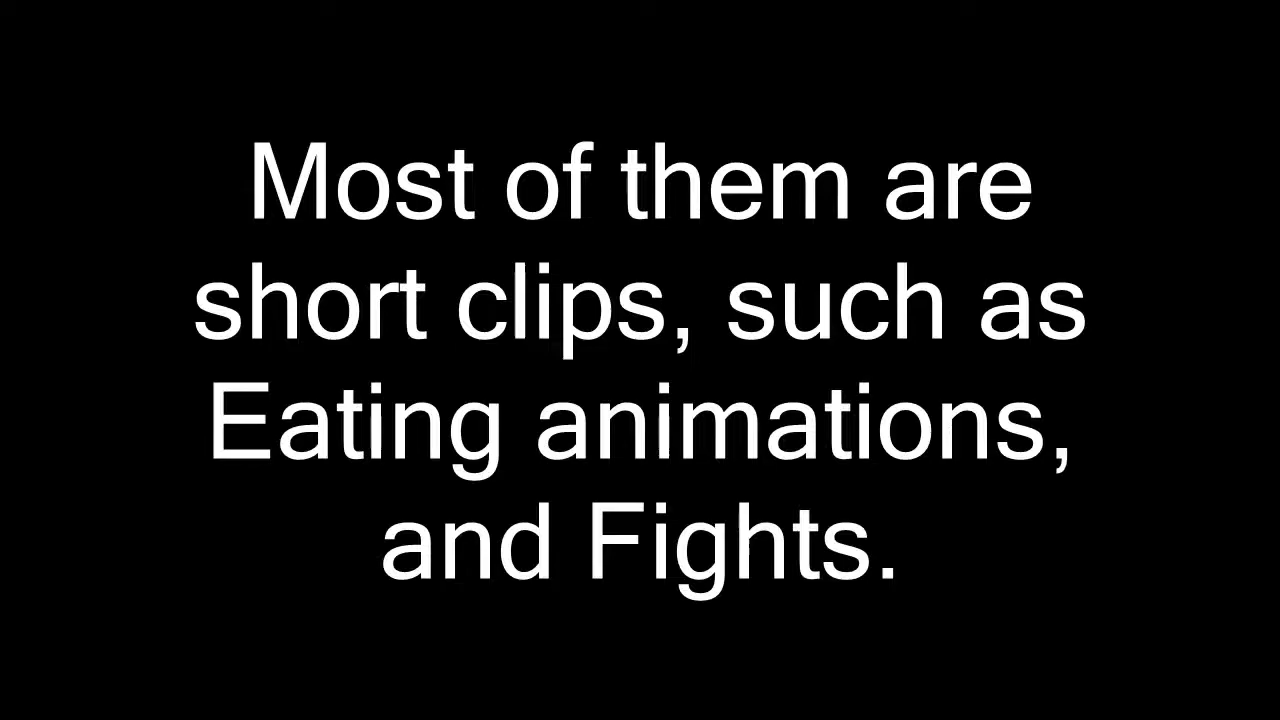 Most of them are
short clips, such as
Eating animations,
and Fights.